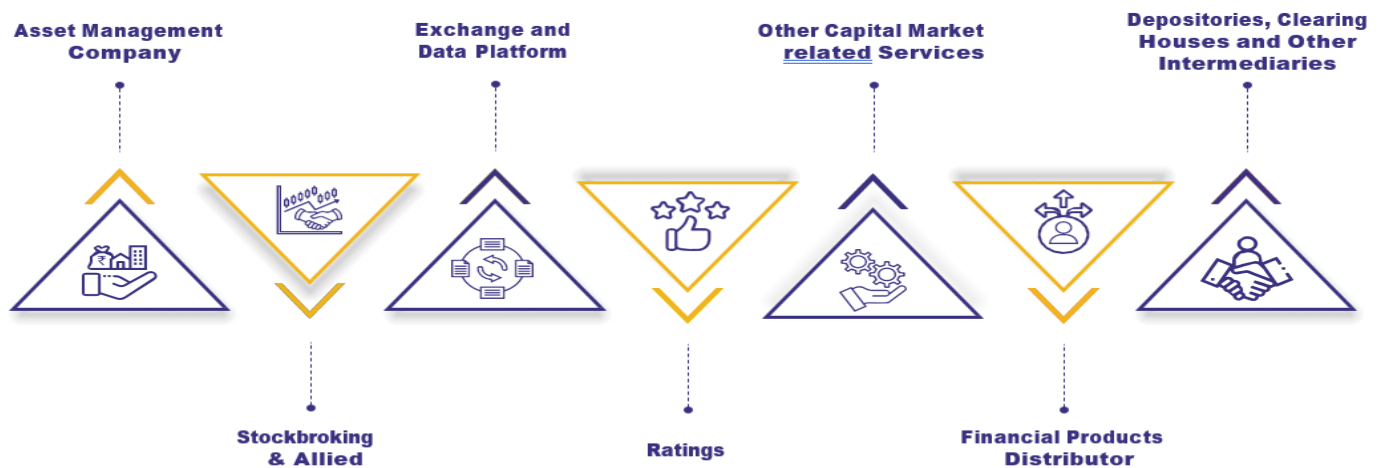 Asset Management
Company
Exchange and
Data Platform
Other Capital Market
related Services
Depositories, Clearing
Houses and Other
Intermediaries
₹
Stockbroking
& Allied
Ratings
Financial Products
Distributor